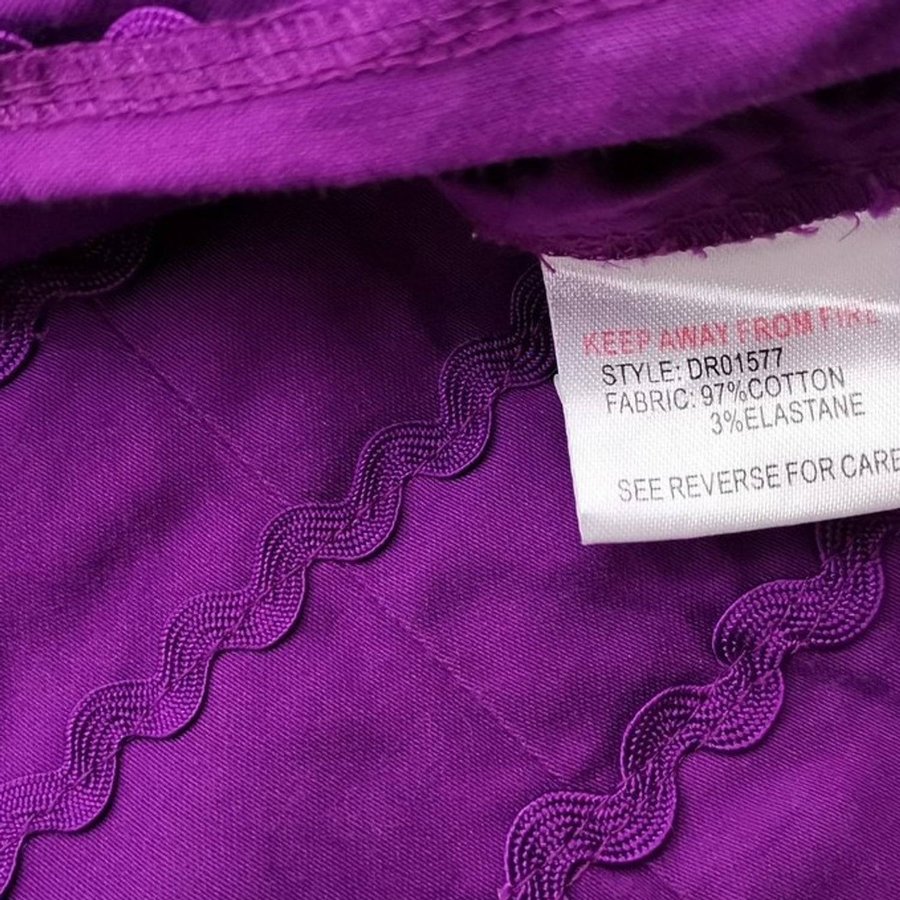 KEEP AWAY FROM FIRE
STYLE: DR01577
FABRIC: 97%COTTON
3%ELASTANE
SEE REVERSE FOR CARE